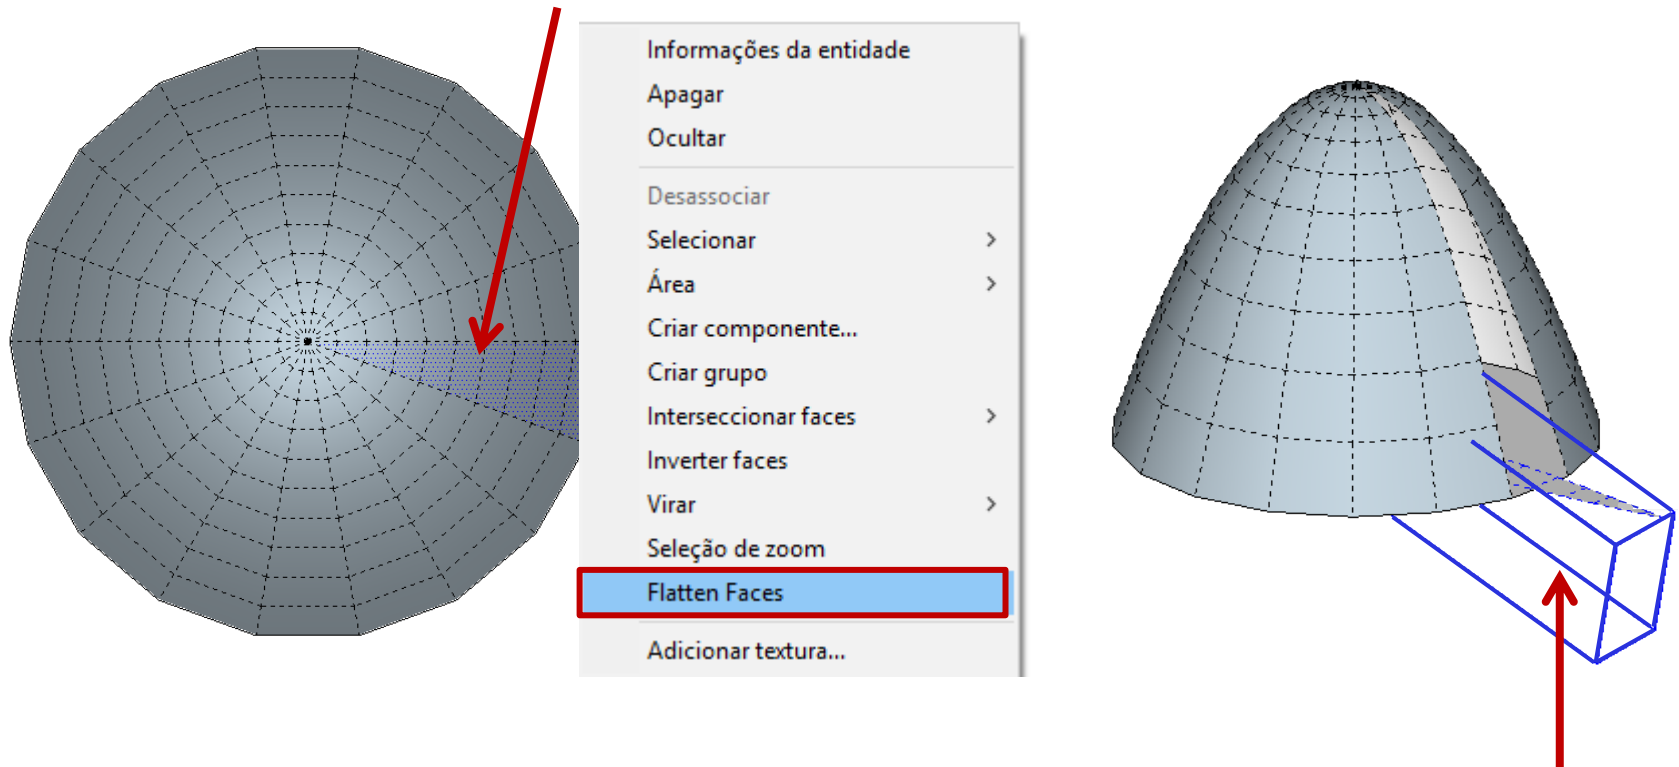 Informações da entidade
Apagar
Ocultar
Desassociar
Selecionar
Área
Criar componente...
Criar grupo
Interseccionar faces
Inverter faces
Virar
Seleção de zoom
Flatten Faces
Adicionar textura...